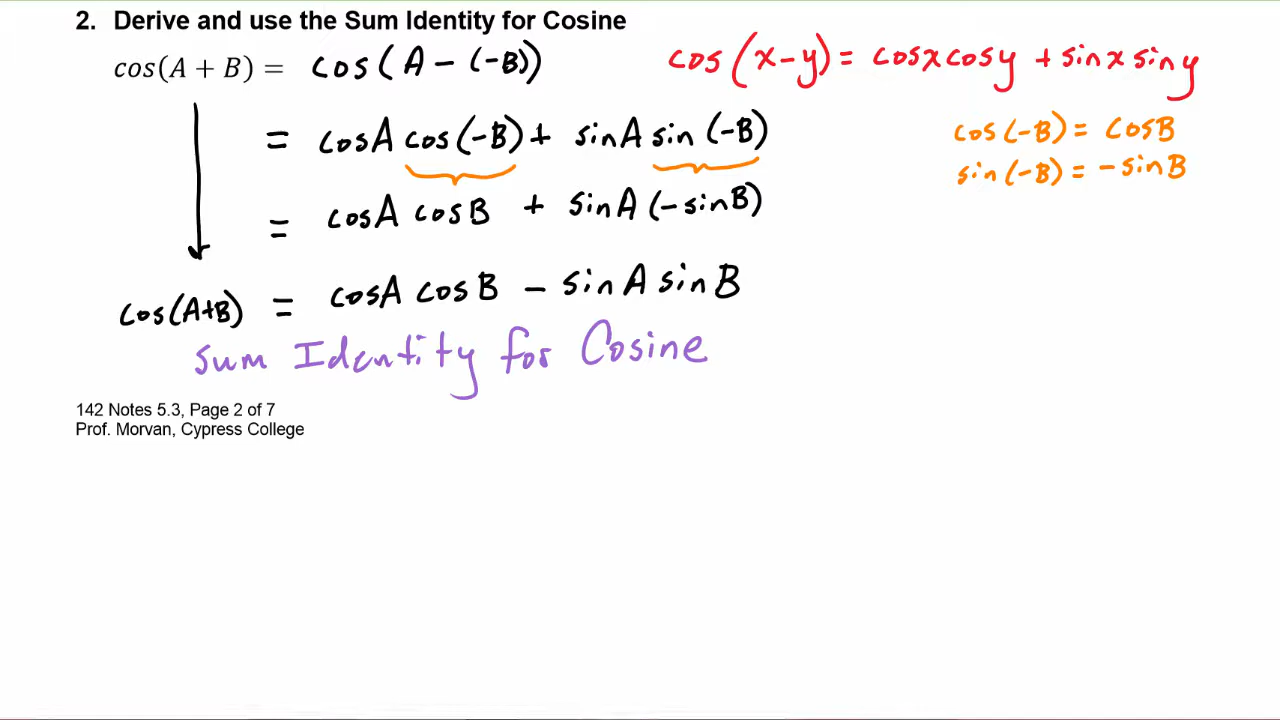 2. Derive and use the Sum Identity for Cosine
cos(A + B) = cos(A - (-B))
cos(x-y) = cosx cosy + sinx siny
= cosA cos(-B) + sinA sin(-B)
cos(-B) = cosB
sin(-B) = -sinB
= cosA cosB + sinA (-sinB)
cos(A+B) = cosA cosB - sinA sinB
Sum Identity for Cosine
142 Notes 5.3, Page 2 of 7
Prof. Morvan, Cypress College